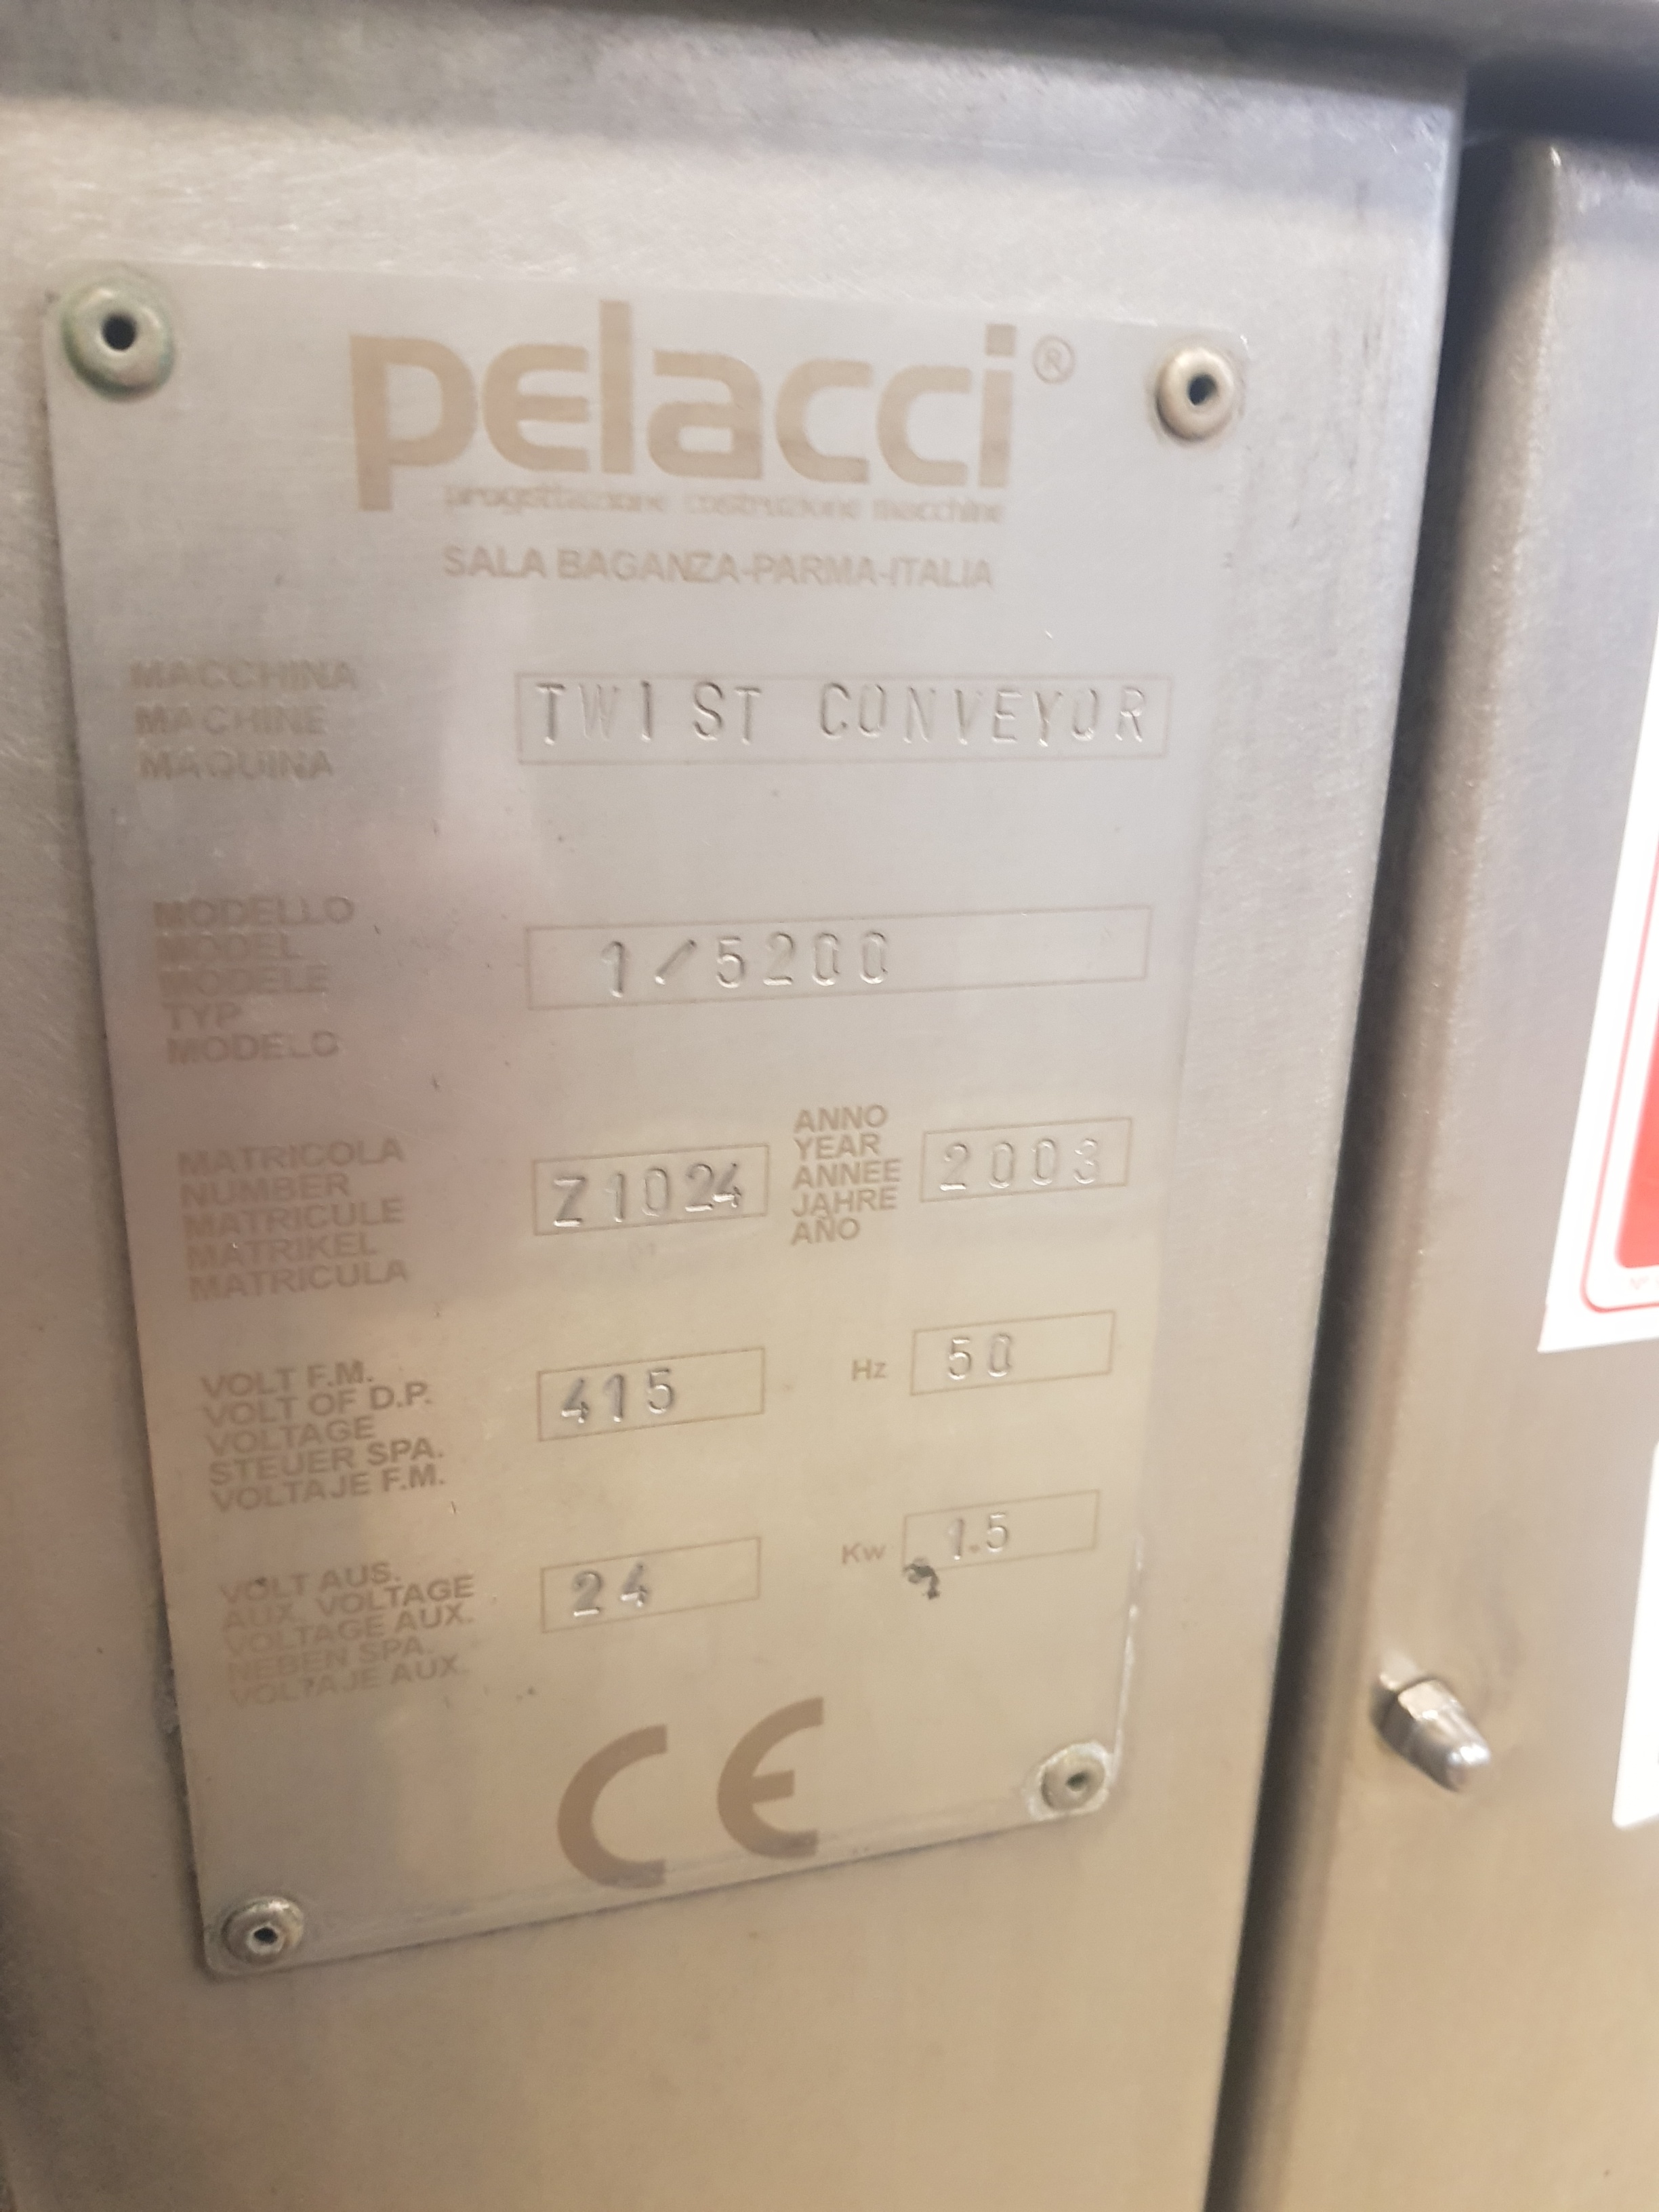 pelacci®
progettazione costruzione macchine
SALA BAGANZA-PARMA-ITALIA
MACCHINA
MACHINE
MAQUINA
TWIST CONVEYOR
MODELLO
MODEL
MODELE
TYP
MODELO
1/5200
MATRICOLA
NUMBER
MATRICULE
MATRIKEL
MATRICULA
Z1024
ANNO
YEAR
ANNEE
JAHRE
AÑO
2003
VOLT F.M.
VOLT OF D.P.
VOLTAGE
STEUER SPA.
VOLTAJE F.M.
415
Hz 50
VOLT AUS.
AUX. VOLTAGE
VOLTAGE AUX.
NEBEN SPA.
VOLTAJE AUX.
24
Kw 1.5
CE